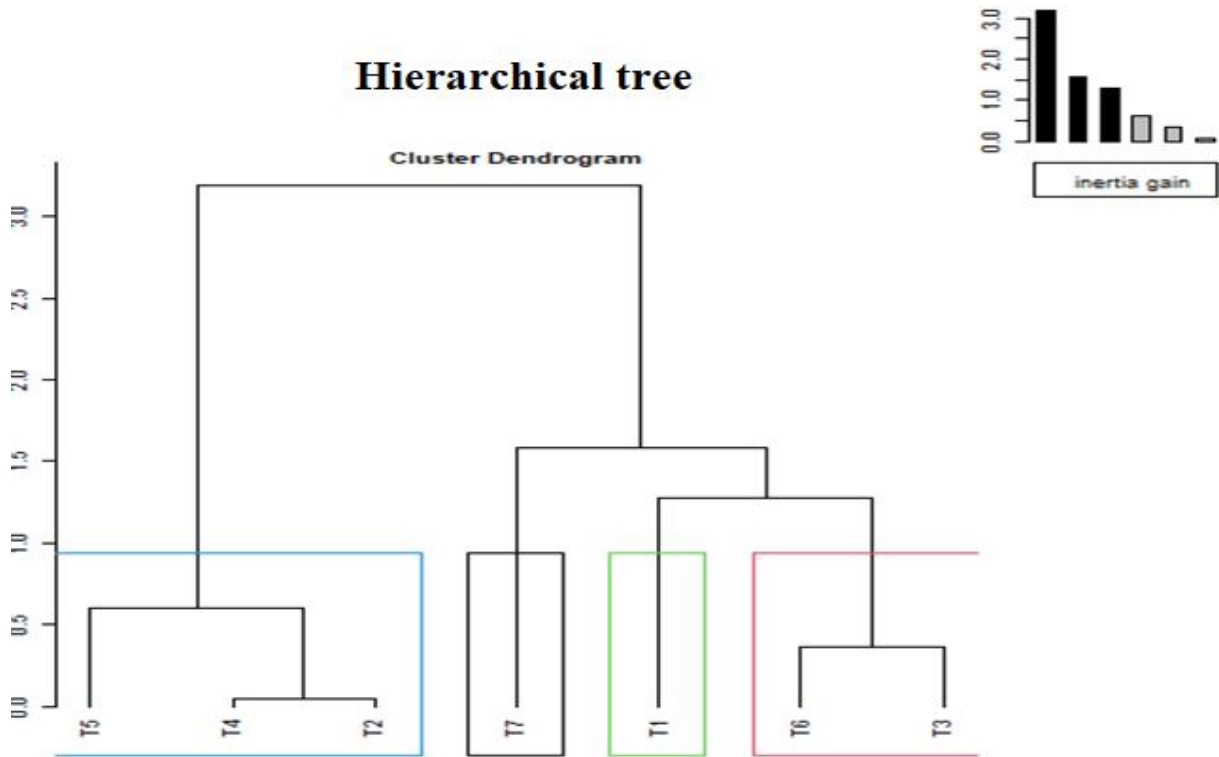 Hierarchical tree
Cluster Dendrogram
3.0
2.5
2.0
1.5
1.0
0.5
0.0
T5 T4 T2 T7 T1 T6 T3
3.0
2.0
1.0
0.0
inertia gain